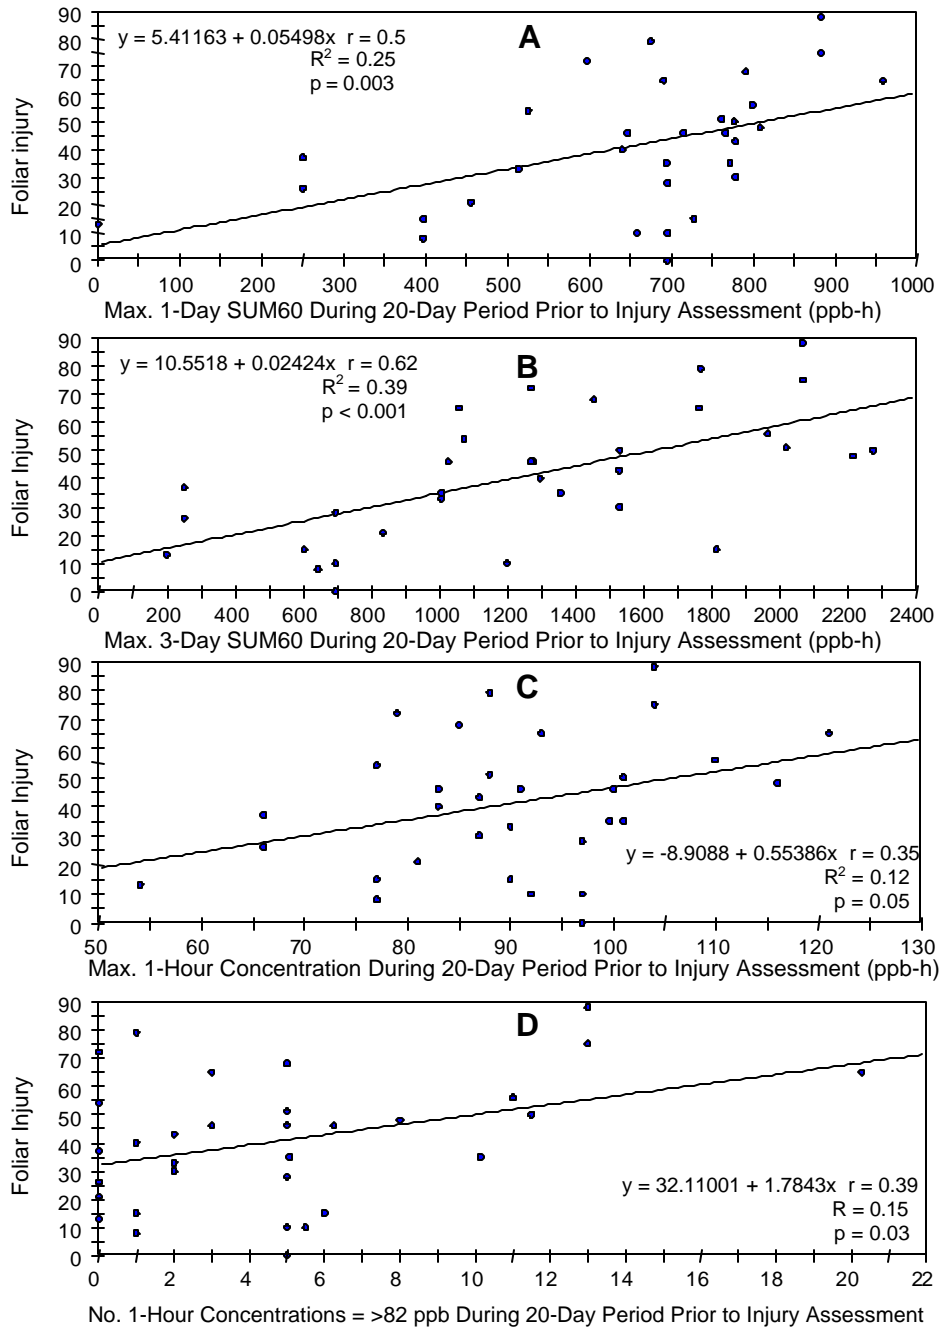 A
y = 5.41163 + 0.05498x r = 0.5
R² = 0.25
p = 0.003
Foliar injury
90
80
70
60
50
40
30
20
10
0
0 100 200 300 400 500 600 700 800 900 1000
Max. 1-Day SUM60 During 20-Day Period Prior to Injury Assessment (ppb-h)
B
y = 10.5518 + 0.02424x r = 0.62
R² = 0.39
p < 0.001
Foliar Injury
90
80
70
60
50
40
30
20
10
0
0 200 400 600 800 1000 1200 1400 1600 1800 2000 2200 2400
Max. 3-Day SUM60 During 20-Day Period Prior to Injury Assessment (ppb-h)
C
y = -8.9088 + 0.55386x r = 0.35
R² = 0.12
p = 0.05
Foliar Injury
90
80
70
60
50
40
30
20
10
0
50 60 70 80 90 100 110 120 130
Max. 1-Hour Concentration During 20-Day Period Prior to Injury Assessment (ppb-h)
D
y = 32.11001 + 1.7843x r = 0.39
R = 0.15
p = 0.03
Foliar Injury
90
80
70
60
50
40
30
20
10
0
0 2 4 6 8 10 12 14 16 18 20 22
No. 1-Hour Concentrations = >82 ppb During 20-Day Period Prior to Injury Assessment